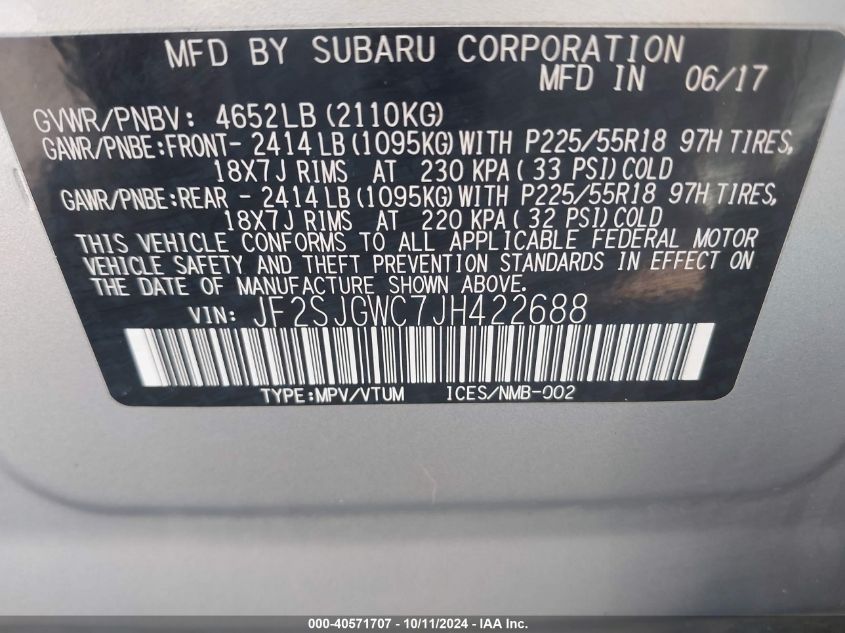 MFD BY SUBARU CORPORATION
MFD IN 06/17
GVWR/PNBV: 4652LB (2110KG)
GAWR/PNBE:FRONT- 2414 LB (1095KG) WITH P225/55R18 97H TIRES,
18X7J RIMS AT 230 KPA ( 33 PSI) COLD
GAWR/PNBE:REAR - 2414 LB (1095KG) WITH P225/55R18 97H TIRES,
18X7J RIMS AT 220 KPA ( 32 PSI) COLD
THIS VEHICLE CONFORMS TO ALL APPLICABLE FEDERAL MOTOR
VEHICLE SAFETY AND THEFT PREVENTION STANDARDS IN EFFECT ON
THE DATE OF MANUFACTURE SHOWN ABOVE.
VIN: JF2SJGWC7JH422688
TYPE:MPV/VTUM ICES/NMB-002
000-40571707 - 10/11/2024 - IAA Inc.